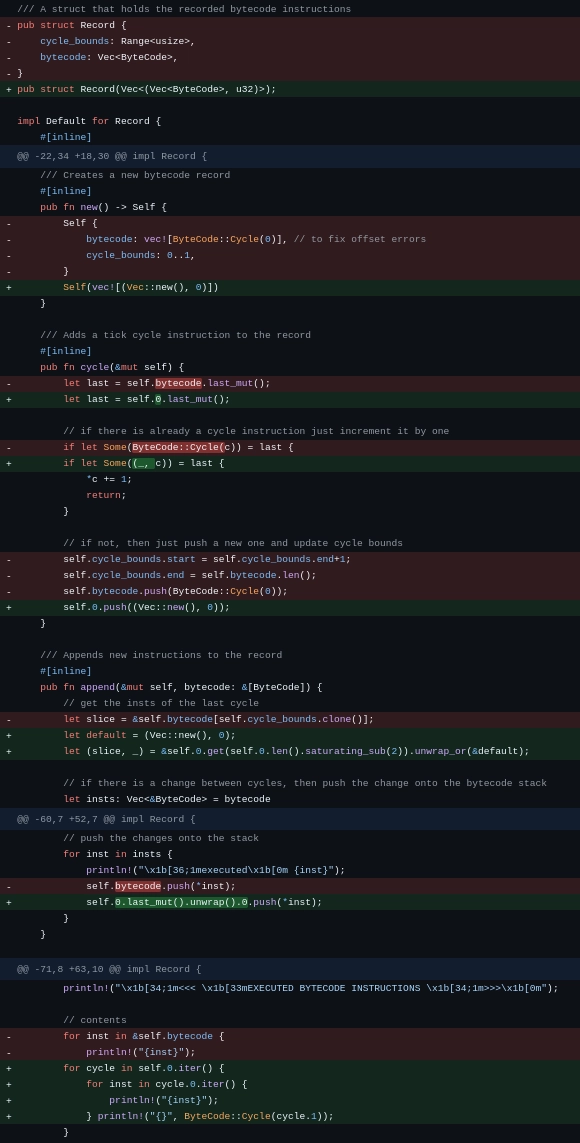 /// A struct that holds the recorded bytecode instructions
- pub struct Record {
-     cycle_bounds: Range<usize>,
-     bytecode: Vec<ByteCode>,
- }
+ pub struct Record(Vec<(Vec<ByteCode>, u32)>);
impl Default for Record {
    #[inline]
@@ -22,34 +18,30 @@ impl Record {
    /// Creates a new bytecode record
    #[inline]
    pub fn new() -> Self {
-         Self {
-             bytecode: vec![ByteCode::Cycle(0)], // to fix offset errors
-             cycle_bounds: 0..1,
-         }
+         Self(vec![(Vec::new(), 0)])
    }
    /// Adds a tick cycle instruction to the record
    #[inline]
    pub fn cycle(&mut self) {
-         let last = self.bytecode.last_mut();
+         let last = self.0.last_mut();
        // if there is already a cycle instruction just increment it by one
-         if let Some(ByteCode::Cycle(c)) = last {
+         if let Some((_, c)) = last {
            *c += 1;
            return;
        }
        // if not, then just push a new one and update cycle bounds
-         self.cycle_bounds.start = self.cycle_bounds.end+1;
-         self.cycle_bounds.end = self.bytecode.len();
-         self.bytecode.push(ByteCode::Cycle(0));
+         self.0.push((Vec::new(), 0));
    }
    /// Appends new instructions to the record
    #[inline]
    pub fn append(&mut self, bytecode: &[ByteCode]) {
        // get the insts of the last cycle
-         let slice = &self.bytecode[self.cycle_bounds.clone()];
+         let default = (Vec::new(), 0);
+         let (slice, _) = &self.0.get(self.0.len().saturating_sub(2)).unwrap_or(&default);
        // if there is a change between cycles, then push the change onto the bytecode stack
        let insts: Vec<&ByteCode> = bytecode
@@ -60,7 +52,7 @@ impl Record {
        // push the changes onto the stack
        for inst in insts {
            println!("\x1b[36;1mexecuted\x1b[0m {inst}");
-             self.bytecode.push(*inst);
+             self.0.last_mut().unwrap().0.push(*inst);
        }
    }
@@ -71,8 +63,10 @@ impl Record {
        println!("\x1b[34;1m<<< \x1b[33mEXECUTED BYTECODE INSTRUCTIONS \x1b[34;1m>>>\x1b[0m");
        // contents
-         for inst in &self.bytecode {
-             println!("{inst}");
+         for cycle in self.0.iter() {
+             for inst in cycle.0.iter() {
+                 println!("{inst}");
+             } println!("{}", ByteCode::Cycle(cycle.1));
        }